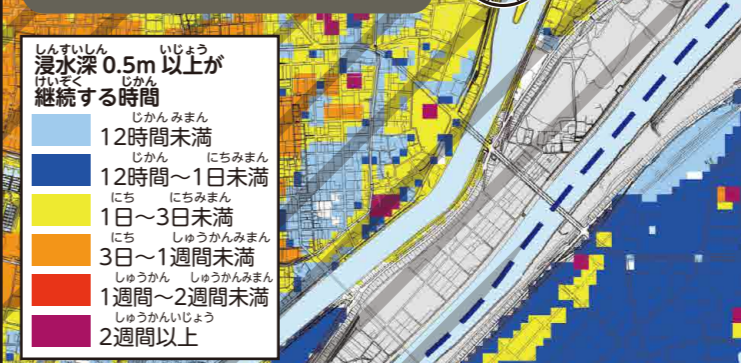 しんすいしん いじょう
浸水深 0.5m 以上が
けいぞく じかん
継続する時間
じかん みまん
12時間未満
じかん にちみまん
12時間～1日未満
にち にちみまん
1日～3日未満
にち しゅうかんみまん
3日～1週間未満
しゅうかん しゅうかんみまん
1週間～2週間未満
しゅうかんいじょう
2週間以上